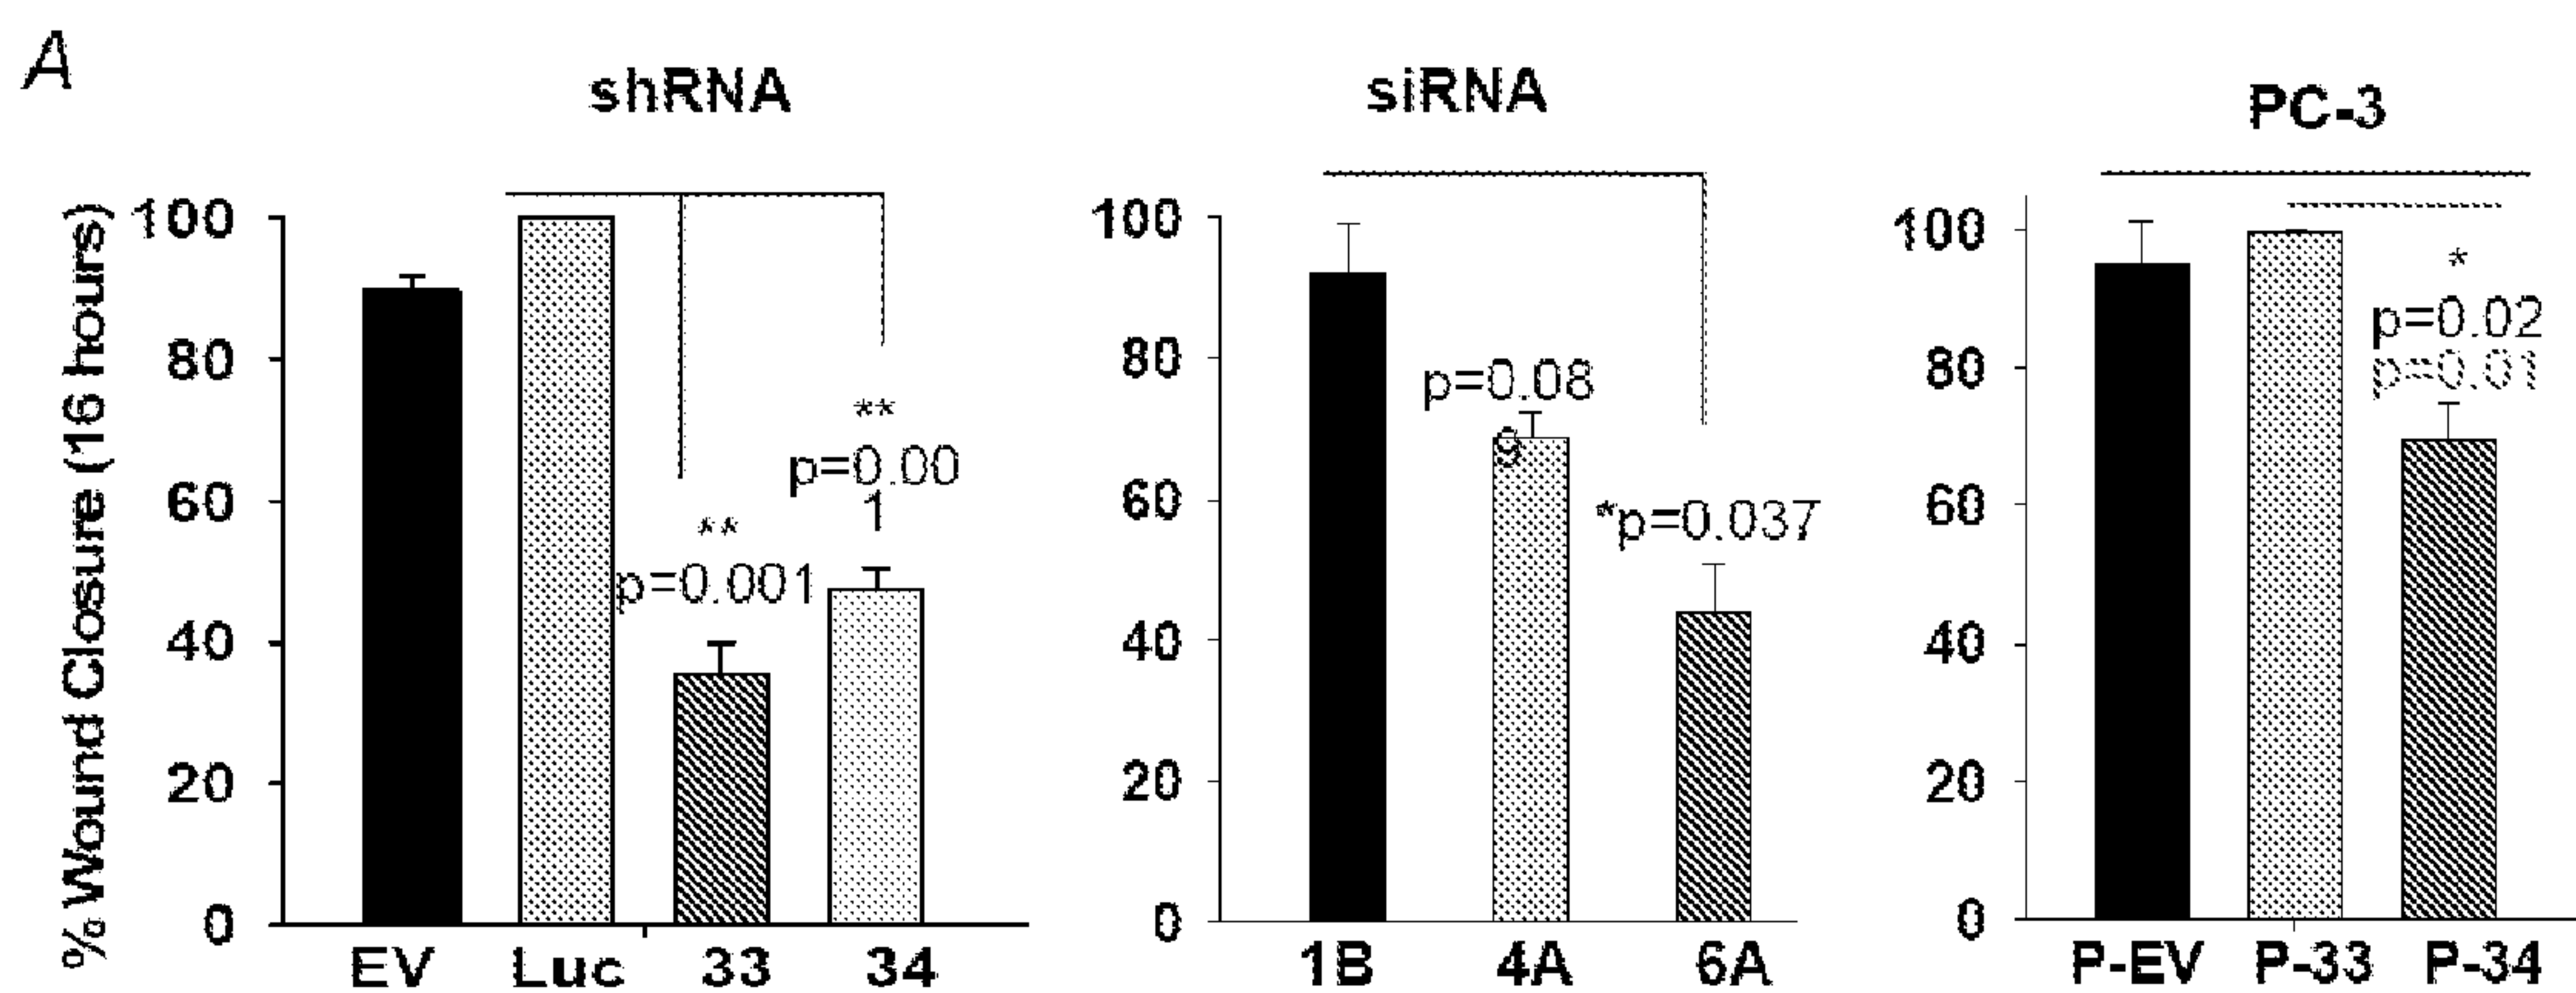 A
shRNA
siRNA
PC-3
% Wound Closure (16 hours)
100
80
60
40
20
0
**
p=0.001
**
p=0.00
1
EV Luc 33 34
100
80
60
40
20
0
p=0.08
9
*p=0.037
1B 4A 6A
100
80
60
40
20
0
*
p=0.02
p=0.01
P-EV P-33 P-34